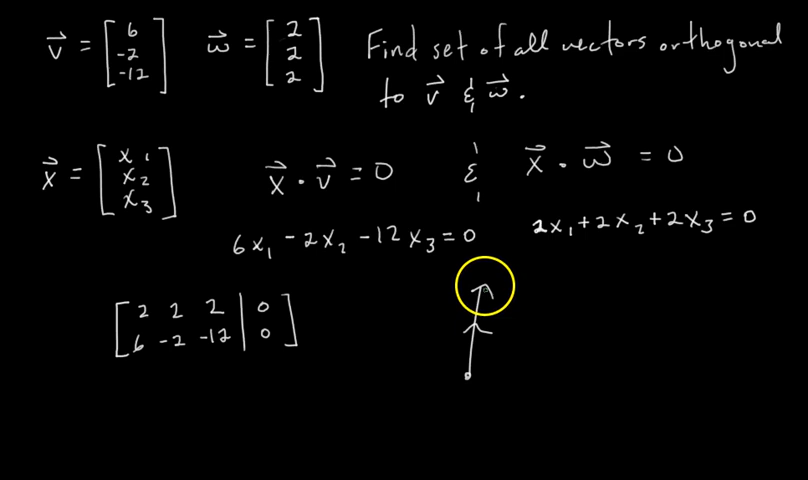 v⃗ = [6 -2 -12] w⃗ = [2 2 2] Find set of all vectors orthogonal
to v⃗ & w⃗.
x⃗ = [x₁ x₂ x₃] x⃗ · v⃗ = 0 & x⃗ · w⃗ = 0
6x₁ - 2x₂ - 12x₃ = 0 2x₁ + 2x₂ + 2x₃ = 0
[2 2 2 | 0
6 -2 -12 | 0]